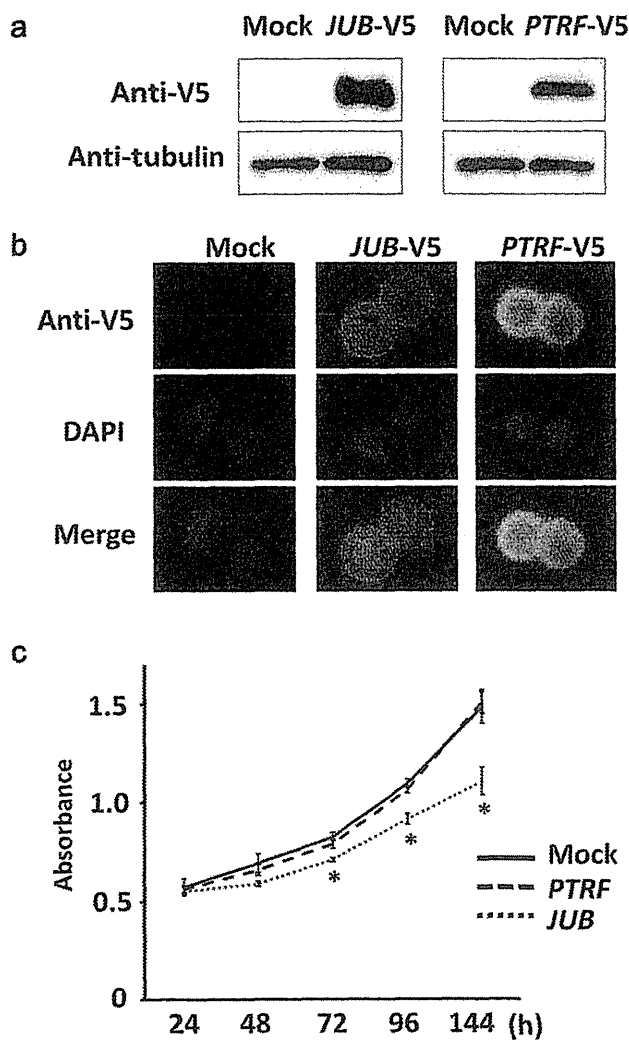 a
Mock JUB-V5 Mock PTRF-V5
Anti-V5
Anti-tubulin
b
Mock JUB-V5 PTRF-V5
Anti-V5
DAPI
Merge
c
1.5
1.0
0.5
0
Absorbance
*
*
*
Mock
PTRF
JUB
24 48 72 96 144 (h)